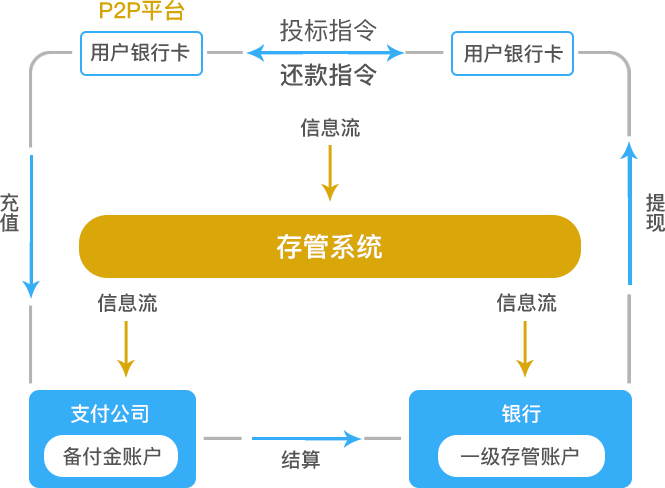 P2P平台
用户银行卡
投标指令
还款指令
用户银行卡
信息流
充值
提现
存管系统
信息流
信息流
支付公司
备付金账户
结算
银行
一级存管账户